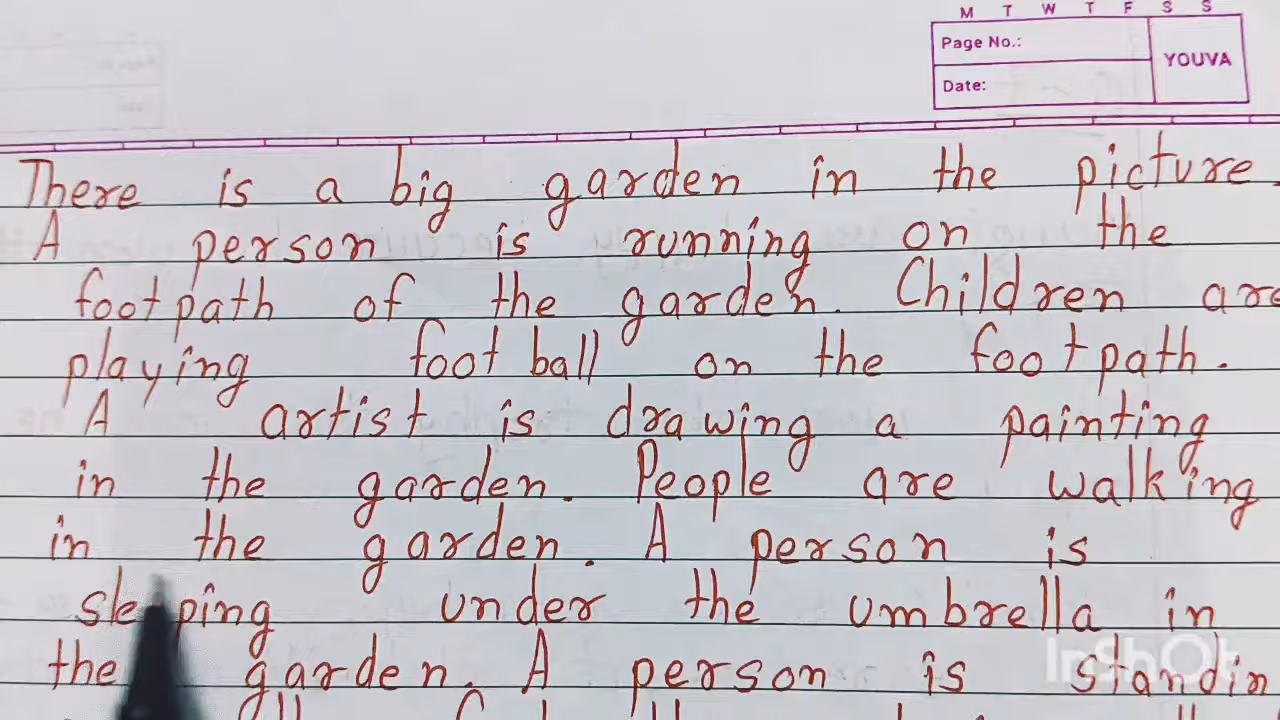 M T W T F S S
Page No.:
YOUVA
Date:
There is a big garden in the picture.
A person is running on the
footpath of the garden. Children are
playing foot ball on the footpath.
A artist is drawing a painting
in the garden. People are walking
in the garden. A person is
under the umbrella in
the garden. A person is standin
InShOt